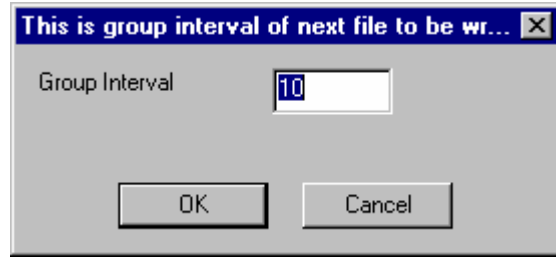 This is group interval of next file to be wr...
Group Interval 10
OK Cancel